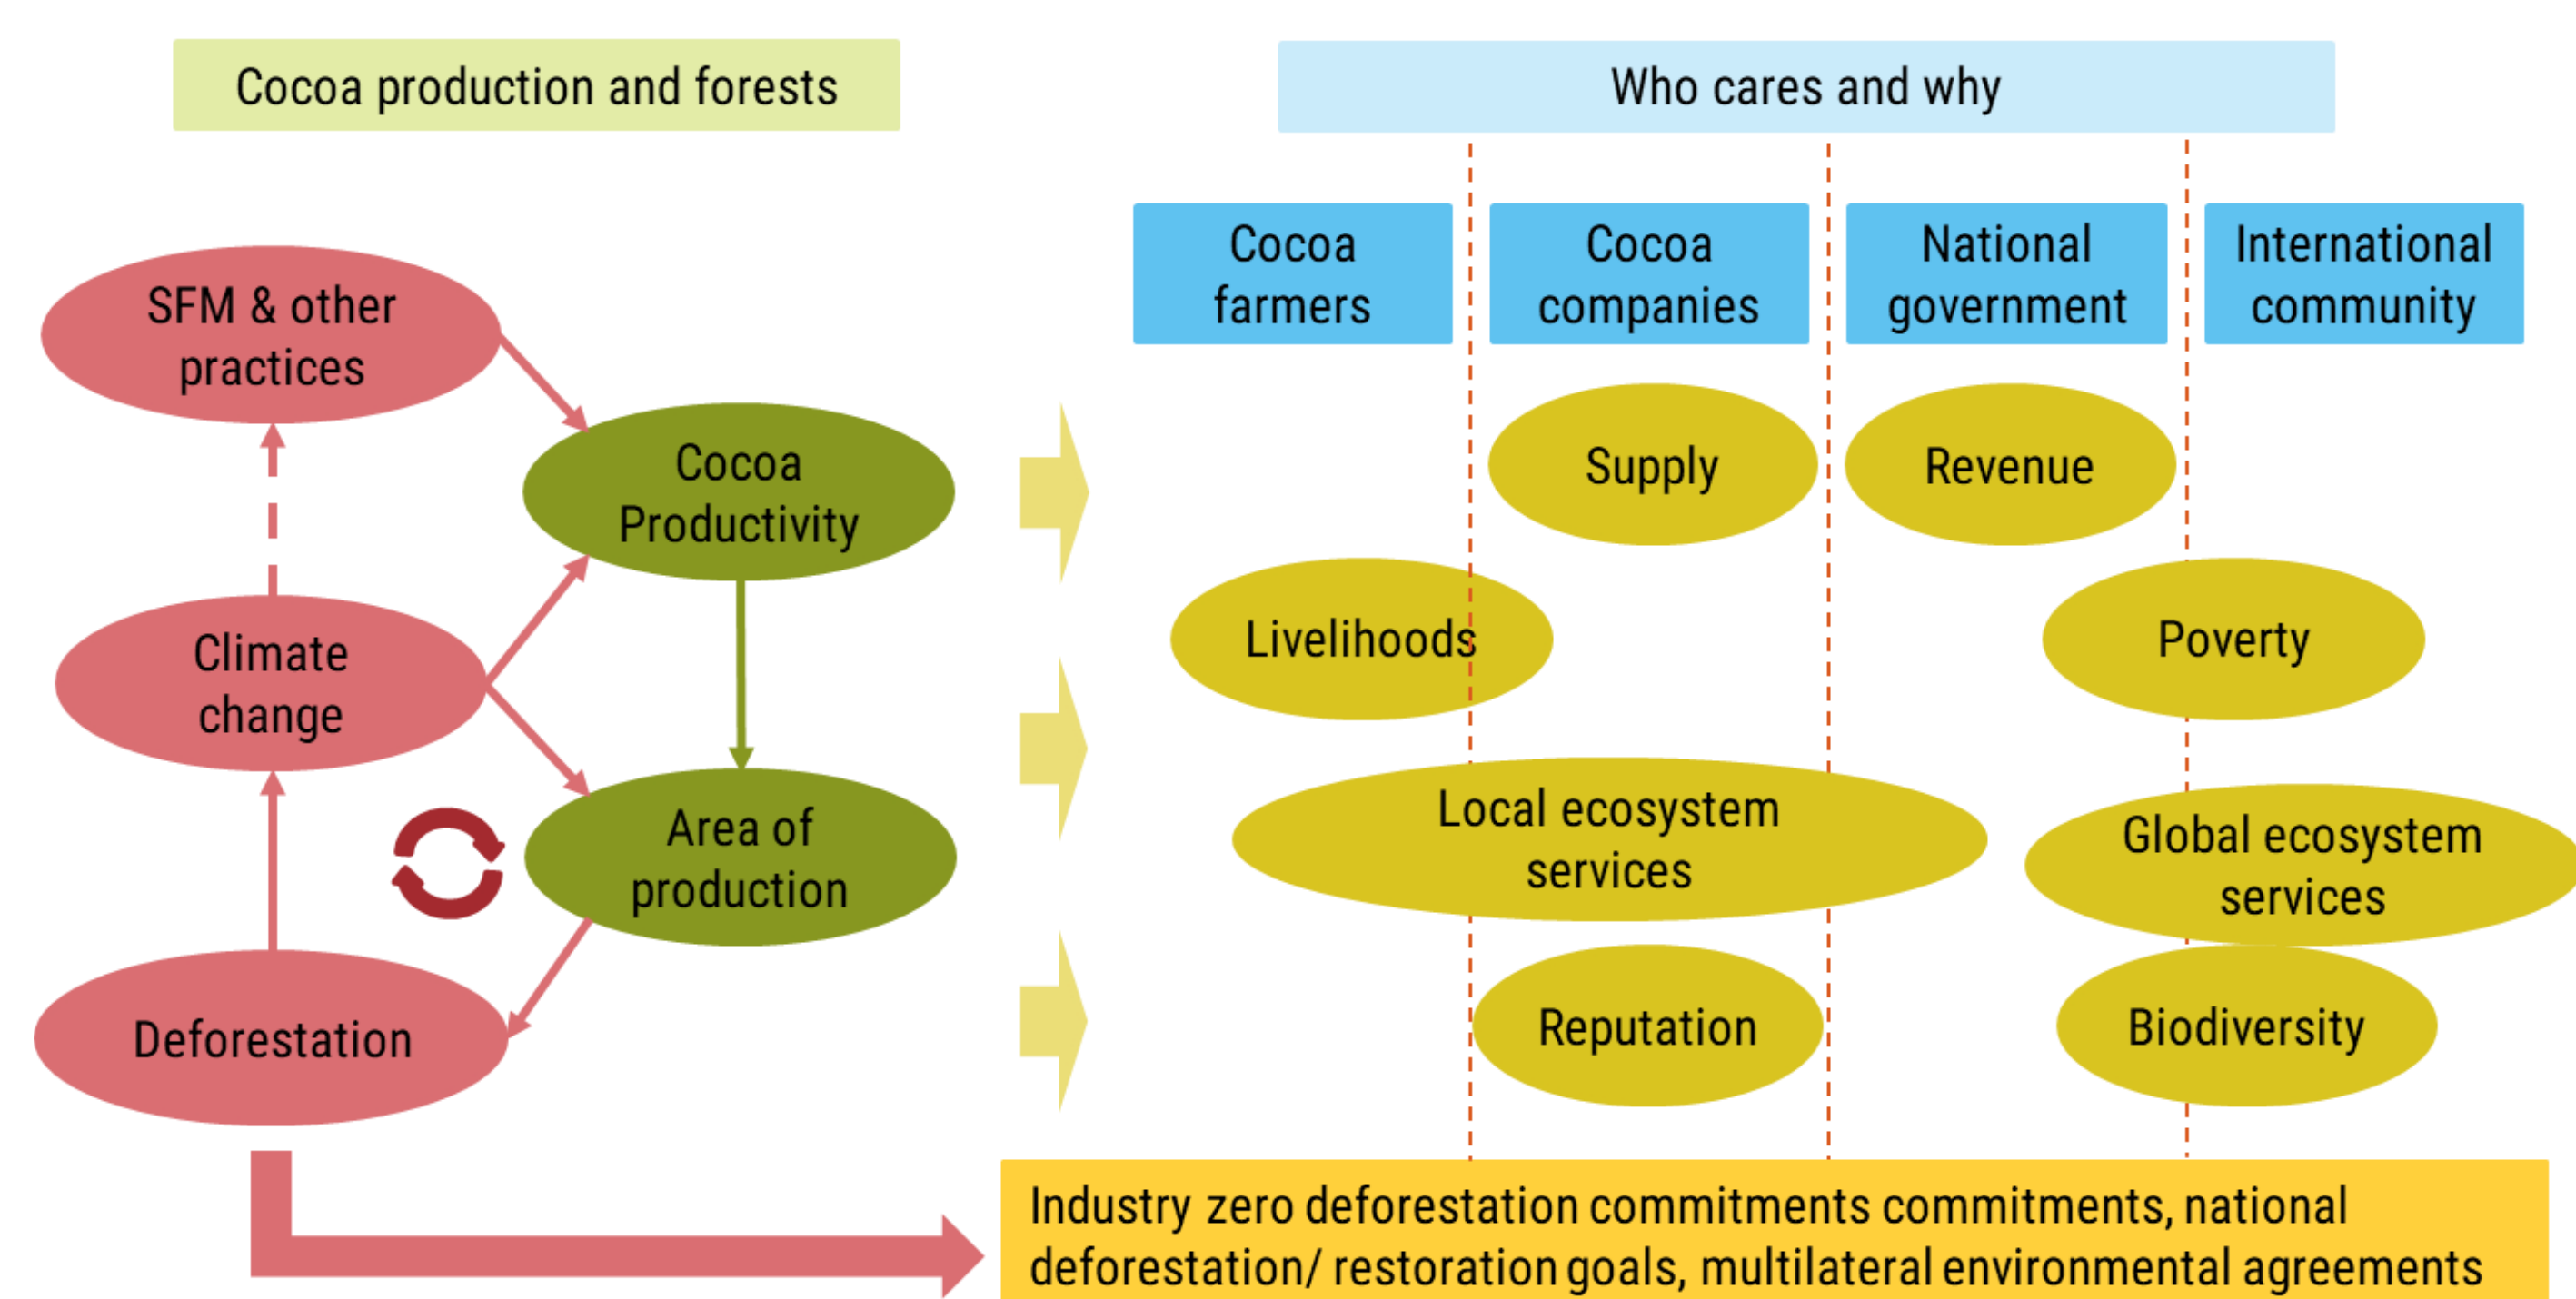 Cocoa production and forests
Who cares and why
SFM & other
practices
Cocoa
Productivity
Climate
change
Area of
production
Deforestation
Cocoa
farmers
Cocoa
companies
National
government
International
community
Supply
Revenue
Livelihoods
Poverty
Local ecosystem
services
Global ecosystem
services
Reputation
Biodiversity
Industry zero deforestation commitments commitments, national
deforestation/ restoration goals, multilateral environmental agreements